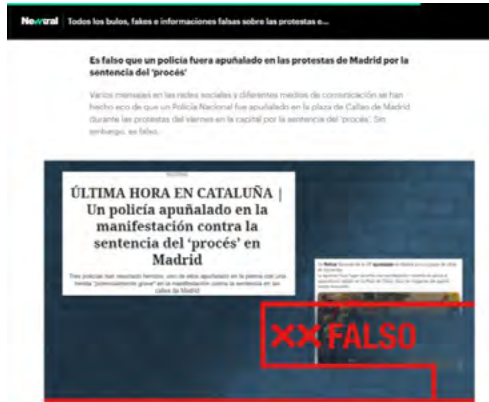 Newtral Todos los bulos, fakes e informaciones falsas sobre las protestas e...
Es falso que un policía fuera apuñalado en las protestas de Madrid por la
sentencia del 'procés'
Varios mensajes en las redes sociales y diferentes medios de comunicación se han
hecho eco de que un Policía Nacional fue apuñalado en la plaza de Callao de Madrid
durante las protestas del viernes en la capital por la sentencia del 'procés'. Sin
embargo, es falso.
ÚLTIMA HORA EN CATALUÑA |
Un policía apuñalado en la
manifestación contra la
sentencia del 'procés' en
Madrid
Tres policías han resultado heridos, uno de ellos apuñalado en la pierna con una
herida "potencialmente grave" en la manifestación contra la sentencia en las
calles de Madrid
XX FALSO